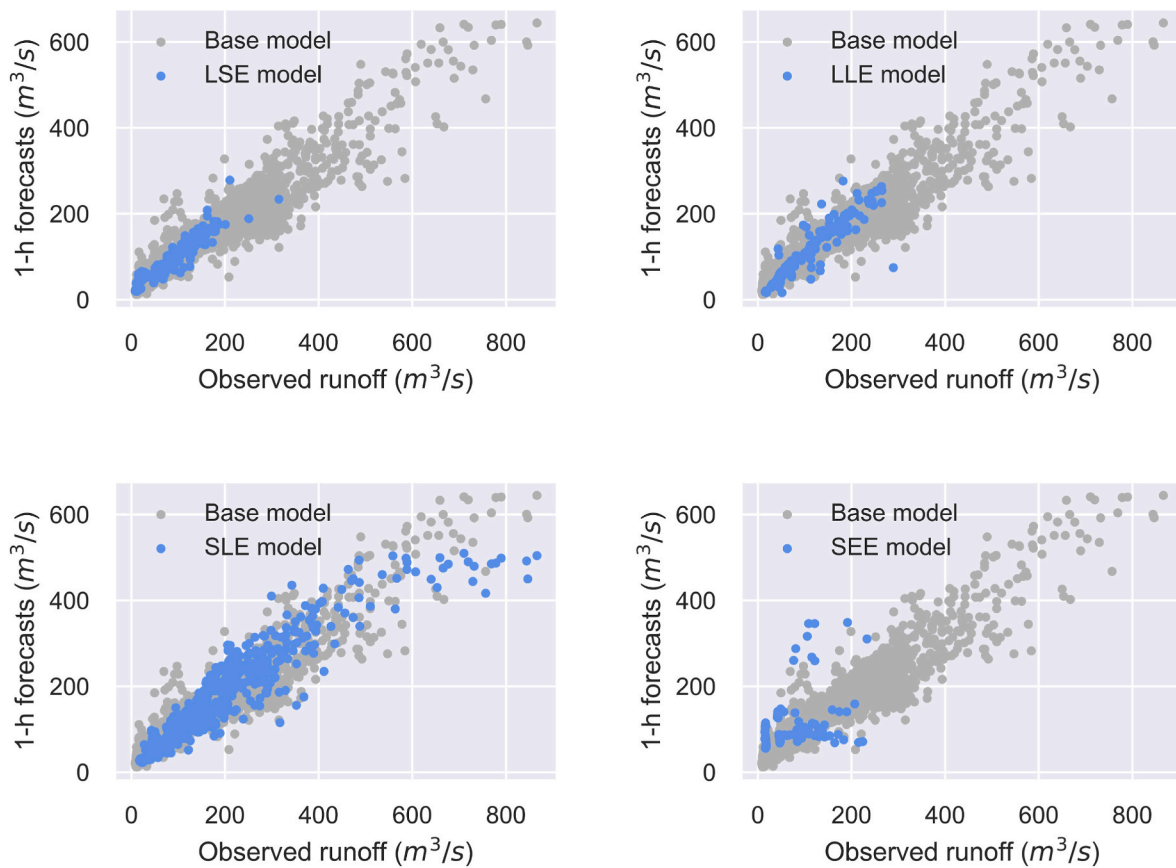 600
400
200
0
1-h forecasts (m³/s)
Base model
LSE model
0 200 400 600 800
Observed runoff (m³/s)
600
400
200
0
1-h forecasts (m³/s)
Base model
LLE model
0 200 400 600 800
Observed runoff (m³/s)
600
400
200
0
1-h forecasts (m³/s)
Base model
SLE model
0 200 400 600 800
Observed runoff (m³/s)
600
400
200
0
1-h forecasts (m³/s)
Base model
SEE model
0 200 400 600 800
Observed runoff (m³/s)